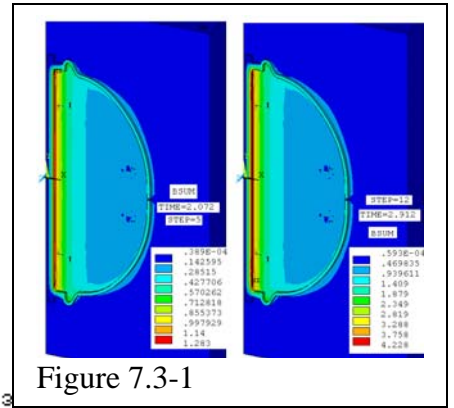 BSUM
TIME=2.072
STEP=5
.389E-04
.142595
.28515
.427706
.570262
.712818
.855373
.997929
1.14
1.283
STEP=12
TIME=2.912
BSUM
.593E-04
.469835
.939611
1.409
1.879
2.349
2.819
3.288
3.758
4.228
Figure 7.3-1
3